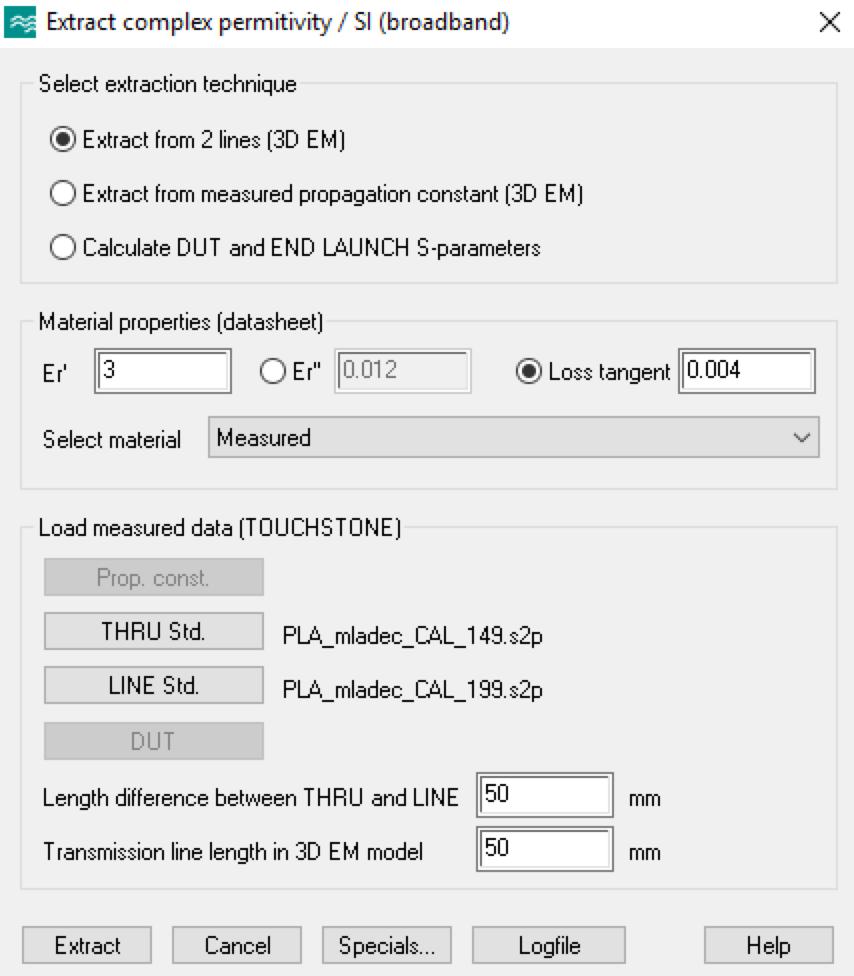 Extract complex permitivity / SI (broadband)
Select extraction technique
Extract from 2 lines (3D EM)
Extract from measured propagation constant (3D EM)
Calculate DUT and END LAUNCH S-parameters
Material properties (datasheet)
Er' 3 Er" 0.012 Loss tangent 0.004
Select material Measured
Load measured data (TOUCHSTONE)
Prop. const.
THRU Std. PLA_mladec_CAL_149.s2p
LINE Std. PLA_mladec_CAL_199.s2p
DUT
Length difference between THRU and LINE 50 mm
Transmission line length in 3D EM model 50 mm
Extract Cancel Specials... Logfile Help